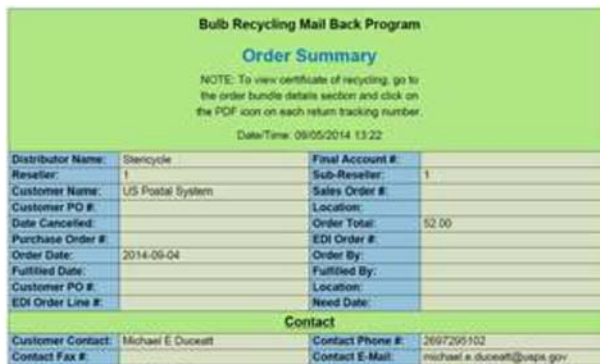 Bulb Recycling Mail Back Program
Order Summary
NOTE: To view certificate of recycling, go to
the order bundle details section and click on
the PDF icon on each return tracking number.
Date/Time: 09/05/2014 13:22
Distributor Name: Stericycle Final Account #:
Reseller: 1 Sub-Reseller: 1
Customer Name: US Postal System Sales Order #:
Customer PO #: Location:
Date Cancelled: Order Total: 52.00
Purchase Order #: EDI Order #:
Order Date: 2014-09-04 Order By:
Fulfilled Date: Fulfilled By:
Customer PO #: Location:
EDI Order Line #: Need Date:
Contact
Customer Contact: Michael E Duceatt Contact Phone #: 2697295102
Contact Fax #: Contact E-Mail: michael.e.duceatt@usps.gov